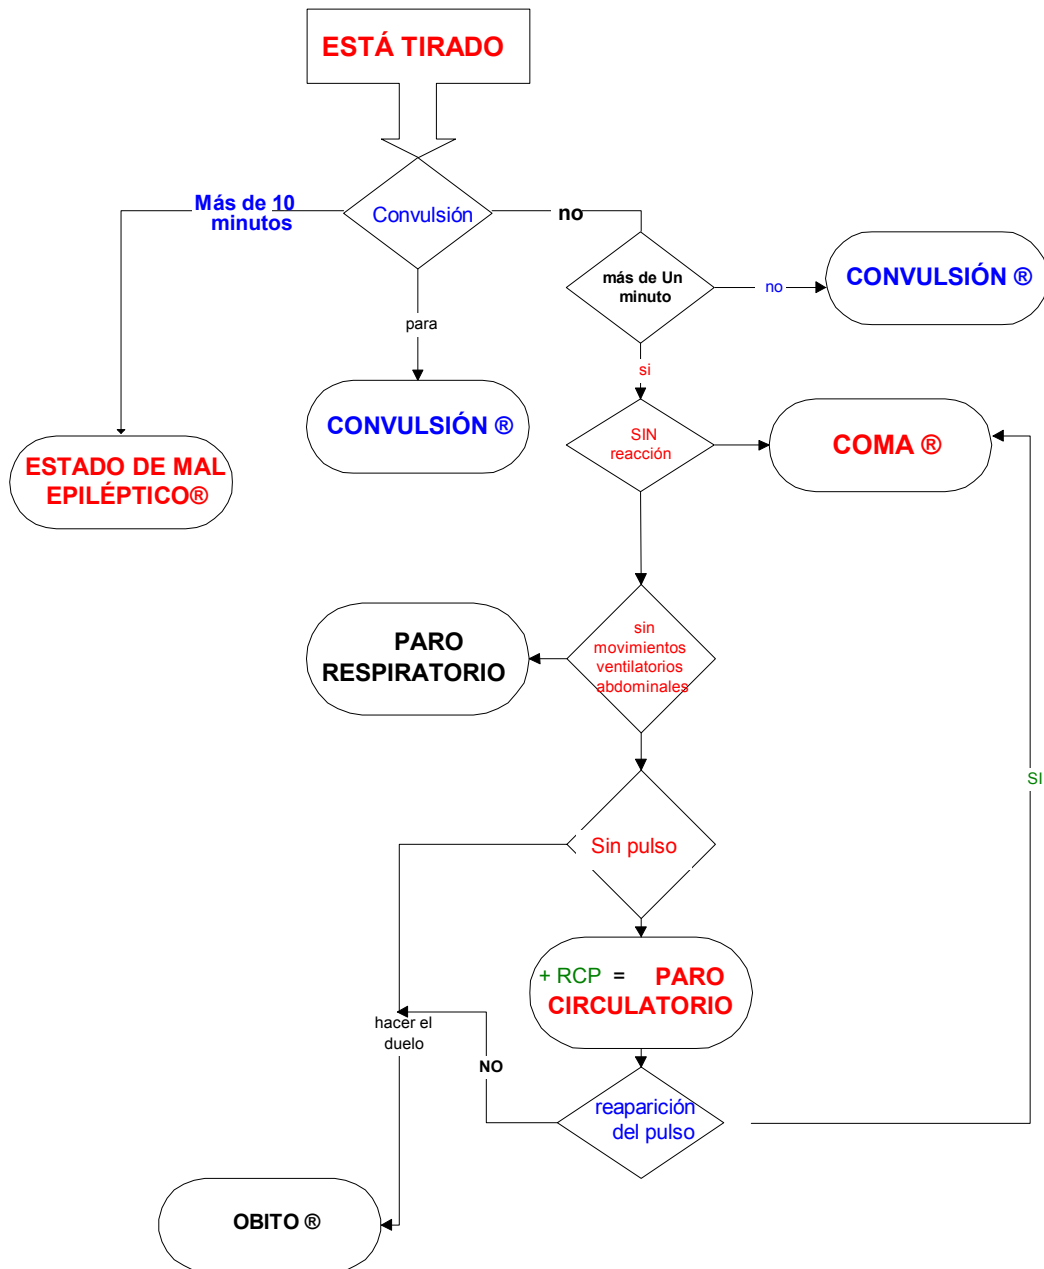 ESTÁ TIRADO
Más de 10
minutos
Convulsión
no
más de Un
minuto
no
CONVULSIÓN ®
para
si
CONVULSIÓN ®
SIN
reacción
COMA ®
ESTADO DE MAL
EPILÉPTICO®
sin
movimientos
ventilatorios
abdominales
PARO
RESPIRATORIO
SI
Sin pulso
+ RCP = PARO
CIRCULATORIO
hacer el
duelo
NO
reaparición
del pulso
OBITO ®